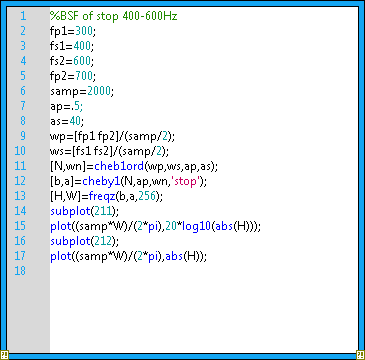 1 %BSF of stop 400-600Hz
2 fp1=300;
3 fs1=400;
4 fs2=600;
5 fp2=700;
6 samp=2000;
7 ap=.5;
8 as=40;
9 wp=[fp1 fp2]/(samp/2);
10 ws=[fs1 fs2]/(samp/2);
11 [N,wn]=cheb1ord(wp,ws,ap,as);
12 [b,a]=cheby1(N,ap,wn,'stop');
13 [H,W]=freqz(b,a,256);
14 subplot(211);
15 plot((samp*W)/(2*pi),20*log10(abs(H)));
16 subplot(212);
17 plot((samp*W)/(2*pi),abs(H));
18